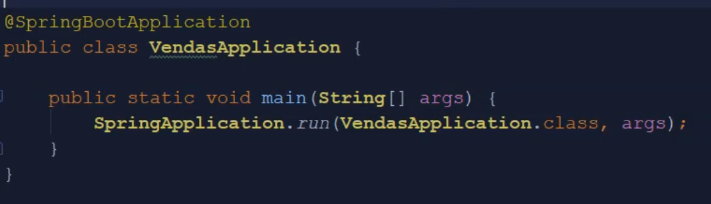 @SpringBootApplication
public class VendasApplication {
public static void main(String[] args) {
SpringApplication.run(VendasApplication.class, args);
}
}